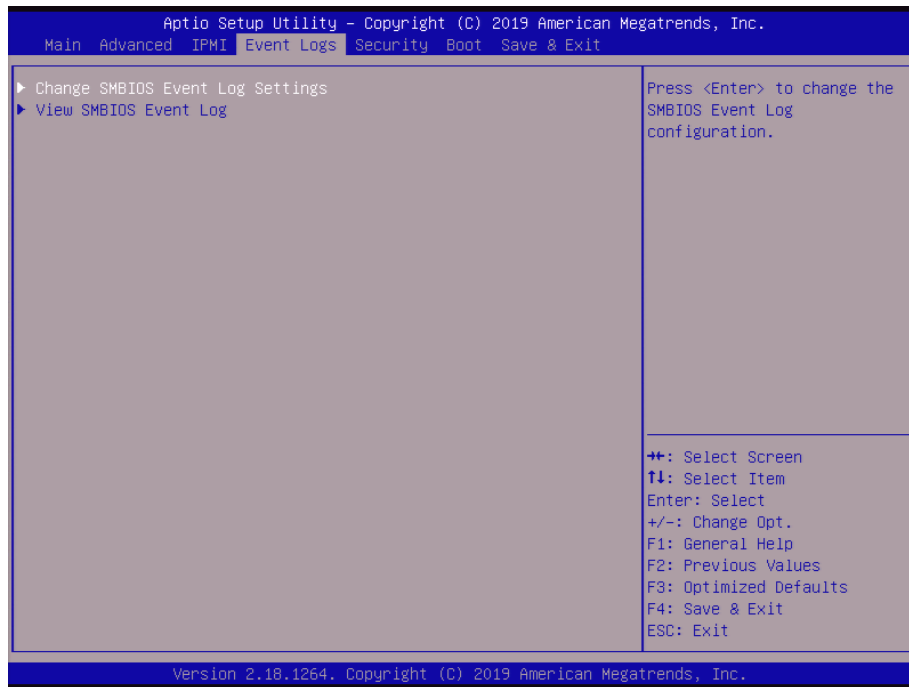 Aptio Setup Utility – Copyright (C) 2019 American Megatrends, Inc.
Main Advanced IPMI Event Logs Security Boot Save & Exit
▶ Change SMBIOS Event Log Settings
▶ View SMBIOS Event Log
Press <Enter> to change the
SMBIOS Event Log
configuration.
→←: Select Screen
↑↓: Select Item
Enter: Select
+/-: Change Opt.
F1: General Help
F2: Previous Values
F3: Optimized Defaults
F4: Save & Exit
ESC: Exit
Version 2.18.1264. Copyright (C) 2019 American Megatrends, Inc.